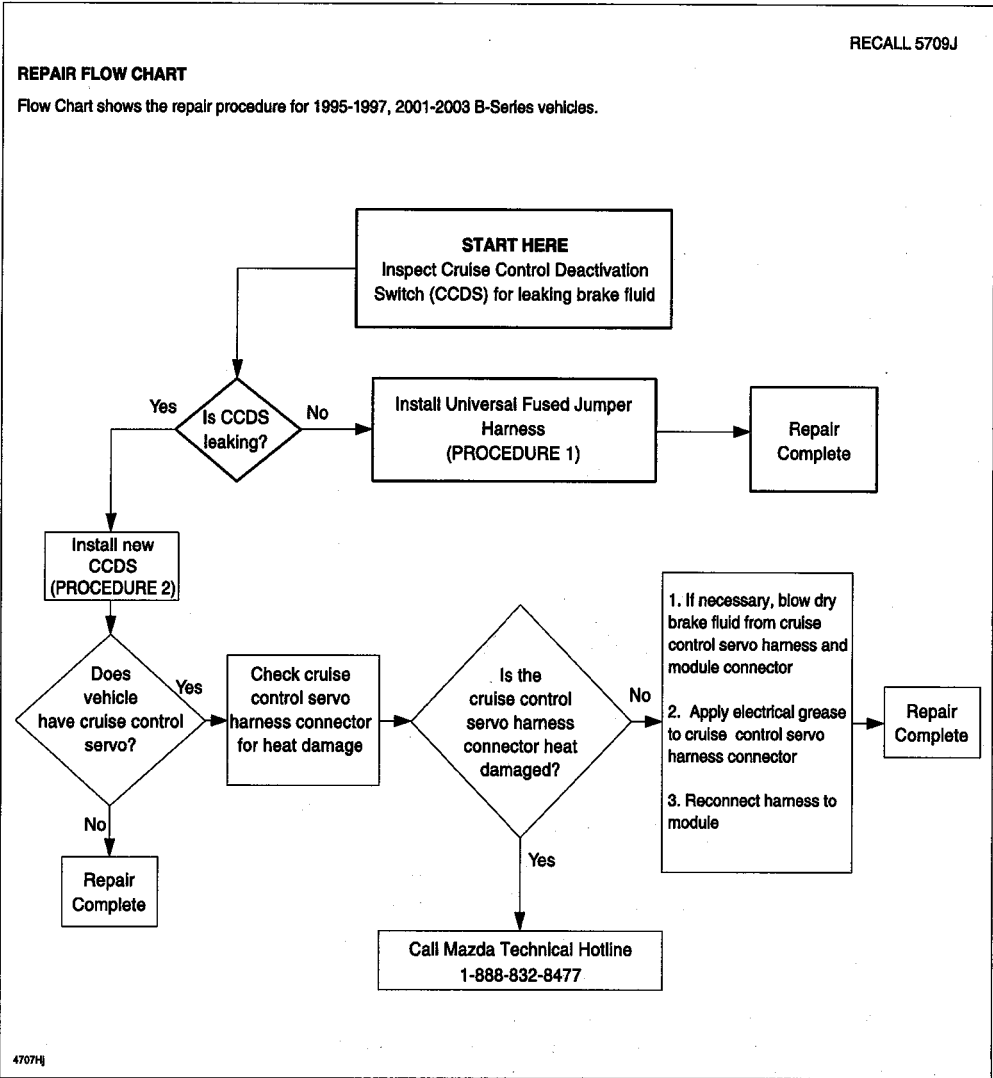 RECALL 5709J
REPAIR FLOW CHART
Flow Chart shows the repair procedure for 1995-1997, 2001-2003 B-Series vehicles.
START HERE
Inspect Cruise Control Deactivation
Switch (CCDS) for leaking brake fluid
Yes
Is CCDS
leaking?
No
Install Universal Fused Jumper
Harness
(PROCEDURE 1)
Repair
Complete
Install new
CCDS
(PROCEDURE 2)
Does
vehicle
have cruise control
servo?
Yes
Check cruise
control servo
harness connector
for heat damage
Is the
cruise control
servo harness
connector heat
damaged?
No
1. If necessary, blow dry
brake fluid from cruise
control servo harness and
module connector
2. Apply electrical grease
to cruise control servo
harness connector
3. Reconnect harness to
module
Repair
Complete
No
Repair
Complete
Yes
Call Mazda Technical Hotline
1-888-832-8477
4707Hj